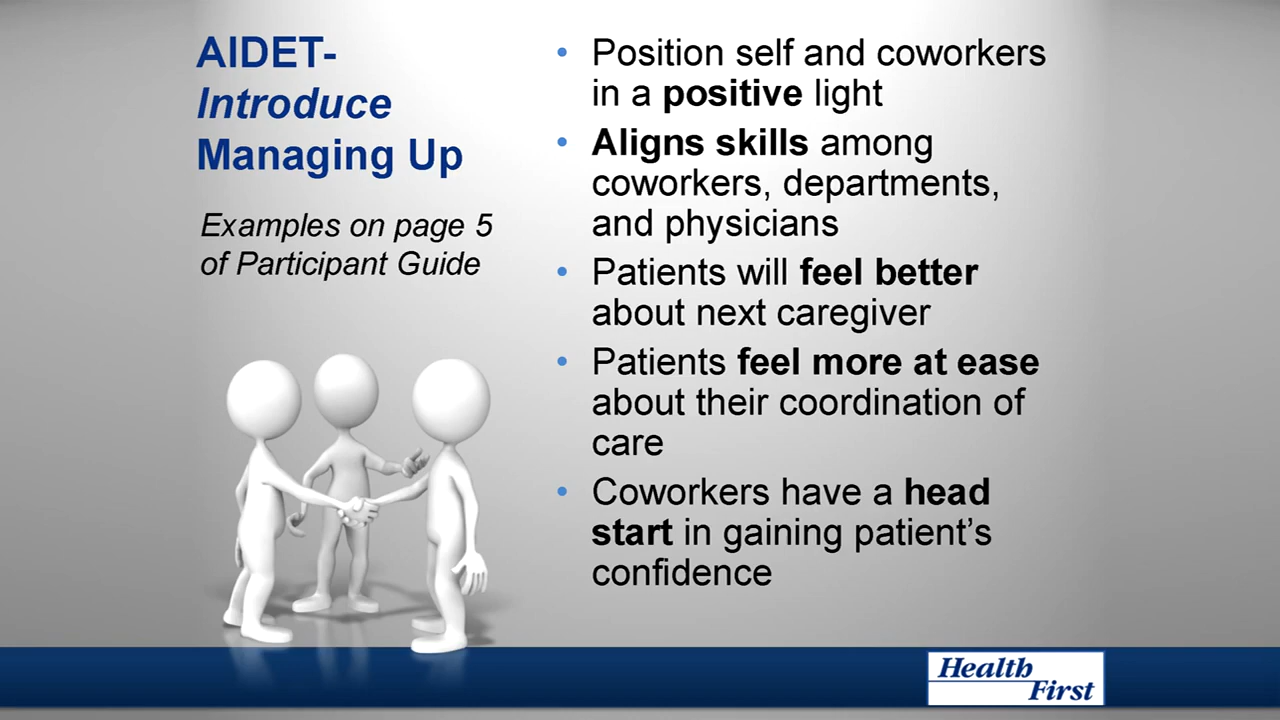 AIDET-
Introduce
Managing Up
Examples on page 5
of Participant Guide
• Position self and coworkers
in a positive light
• Aligns skills among
coworkers, departments,
and physicians
• Patients will feel better
about next caregiver
• Patients feel more at ease
about their coordination of
care
• Coworkers have a head
start in gaining patient’s
confidence
Health
First